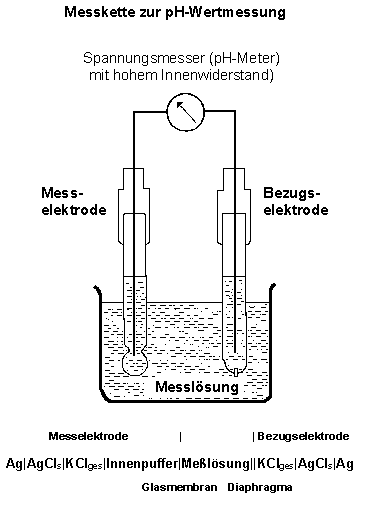 Messkette zur pH-Wertmessung
Spannungsmesser (pH-Meter)
mit hohem Innenwiderstand)
Mess-
elektrode
Bezugs-
elektrode
Messlösung
Messelektrode | | Bezugselektrode
Ag|AgCls|KClges|Innenpuffer|Meßlösung||KClges|AgCls|Ag
Glasmembran Diaphragma